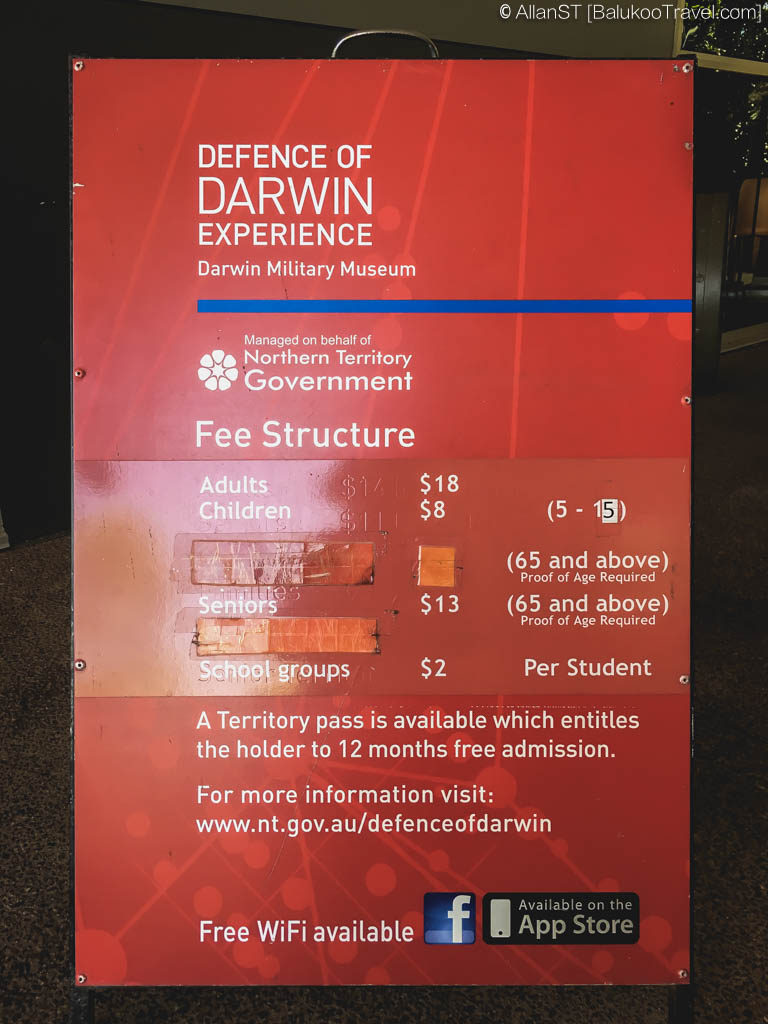 © AllanST [BalukooTravel.com]
DEFENCE OF
DARWIN
EXPERIENCE
Darwin Military Museum
Managed on behalf of
Northern Territory
Government
Fee Structure
Adults $18
Children $8 (5 - 15)
(65 and above)
Proof of Age Required
Seniors $13 (65 and above)
Proof of Age Required
School groups $2 Per Student
A Territory pass is available which entitles
the holder to 12 months free admission.
For more information visit:
www.nt.gov.au/defenceofdarwin
Free WiFi available f Available on the
App Store